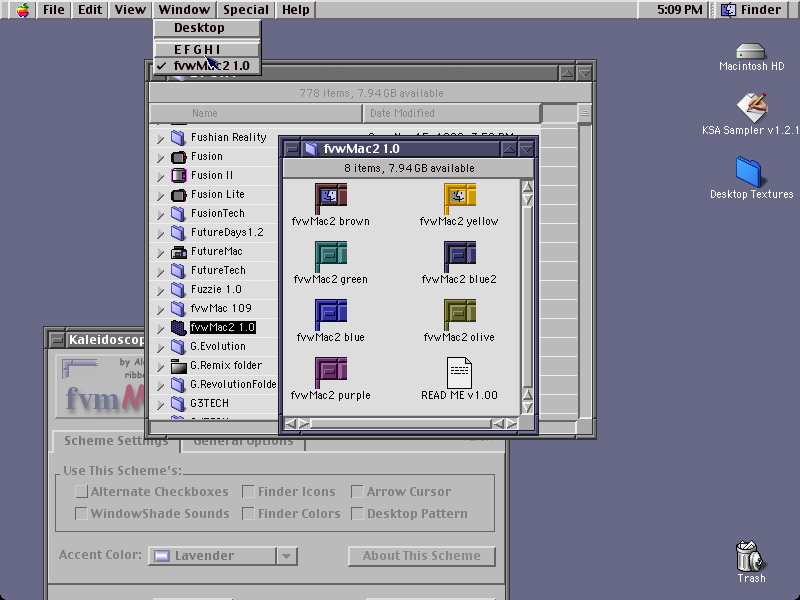 File Edit View Window Special Help 5:09 PM Finder
Desktop
E F G H I
✓ fvwMac2 1.0
778 items, 7.94 GB available
Name Date Modified
Fushian Reality
Fusion
Fusion II
Fusion Lite
FusionTech
FutureDays1.2
FutureMac
FutureTech
Fuzzie 1.0
fvwMac 109
fvwMac2 1.0
G.Evolution
G.Remix folder
G.RevolutionFolde
G3TECH
fvwMac2 1.0
8 items, 7.94 GB available
fvwMac2 brown
fvwMac2 yellow
fvwMac2 green
fvwMac2 blue2
fvwMac2 blue
fvwMac2 olive
fvwMac2 purple
READ ME v1.00
Macintosh HD
KSA Sampler v1.2.1
Desktop Textures
Trash
Kaleidoscop
by Al
ribbe
fvmM
Scheme Settings General Options
Use This Scheme's:
Alternate Checkboxes Finder Icons Arrow Cursor
WindowShade Sounds Finder Colors Desktop Pattern
Accent Color: Lavender About This Scheme